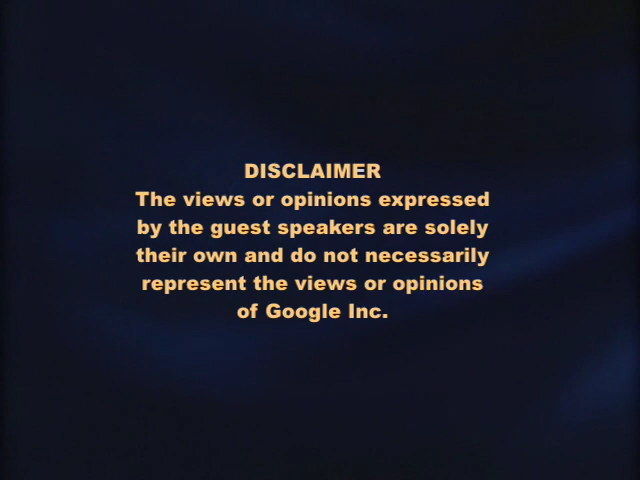 DISCLAIMER
The views or opinions expressed
by the guest speakers are solely
their own and do not necessarily
represent the views or opinions
of Google Inc.